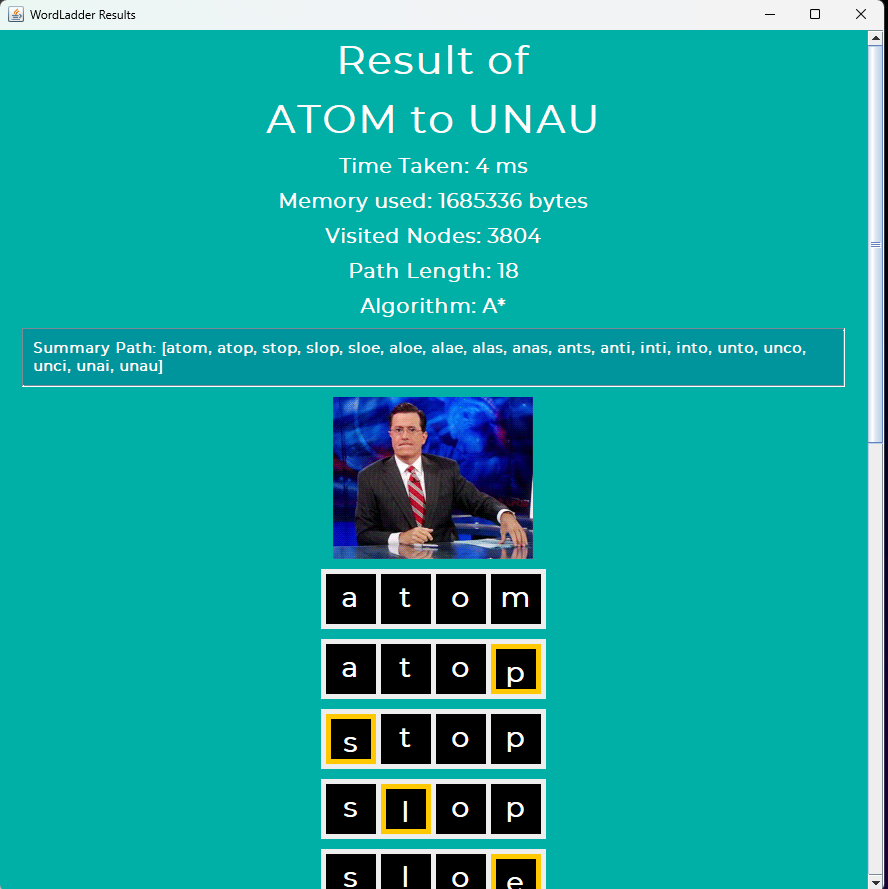 WordLadder Results
Result of
ATOM to UNAU
Time Taken: 4 ms
Memory used: 1685336 bytes
Visited Nodes: 3804
Path Length: 18
Algorithm: A*
Summary Path: [atom, atop, stop, slop, sloe, aloe, alae, alas, anas, ants, anti, inti, into, unto, unco,
unci, unai, unau]
a t o m
a t o p
s t o p
s l o p
s l o e